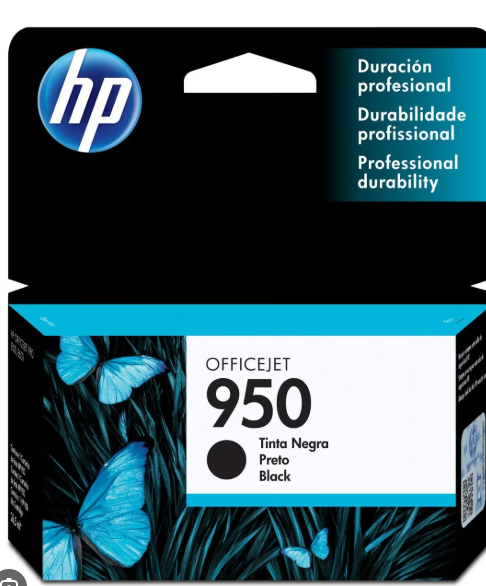 hp
Duración
profesional
Durabilidade
profissional
Professional
durability
OFFICEJET
950
Tinta Negra
Preto
Black